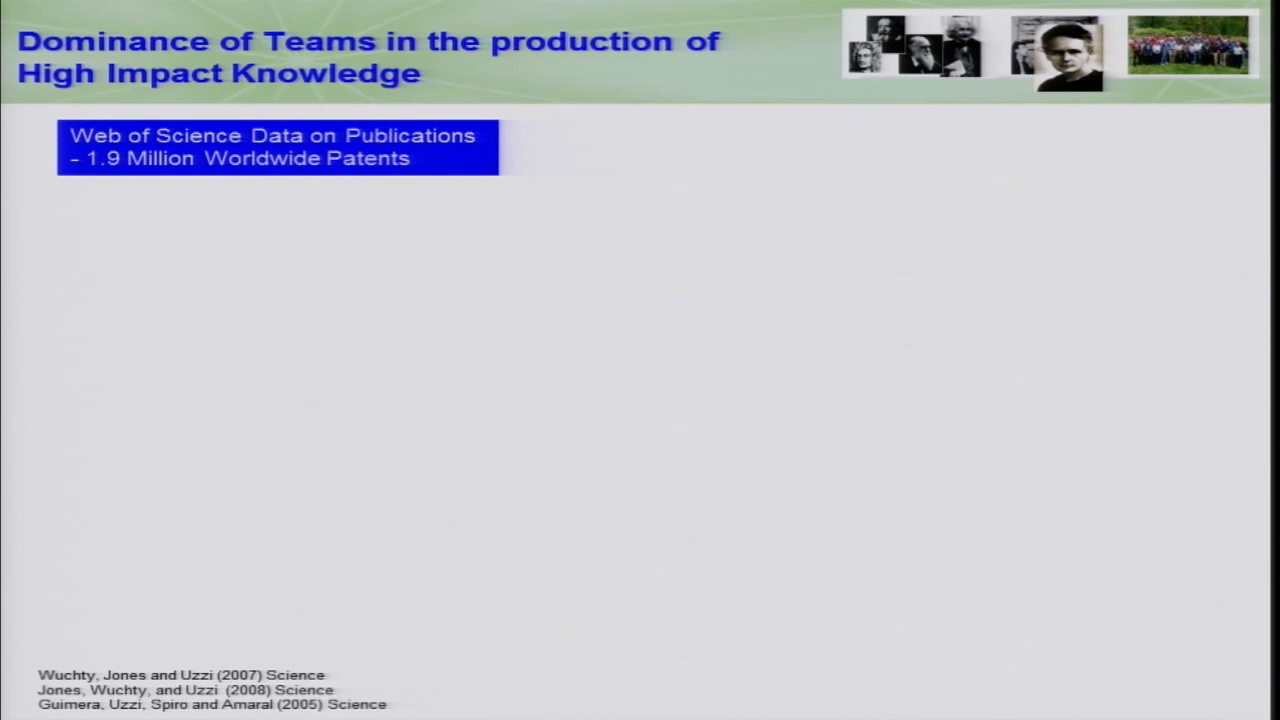 Dominance of Teams in the production of
High Impact Knowledge
Web of Science Data on Publications
- 1.9 Million Worldwide Patents
Wuchty, Jones and Uzzi (2007) Science
Jones, Wuchty, and Uzzi (2008) Science
Guimera, Uzzi, Spiro and Amaral (2005) Science